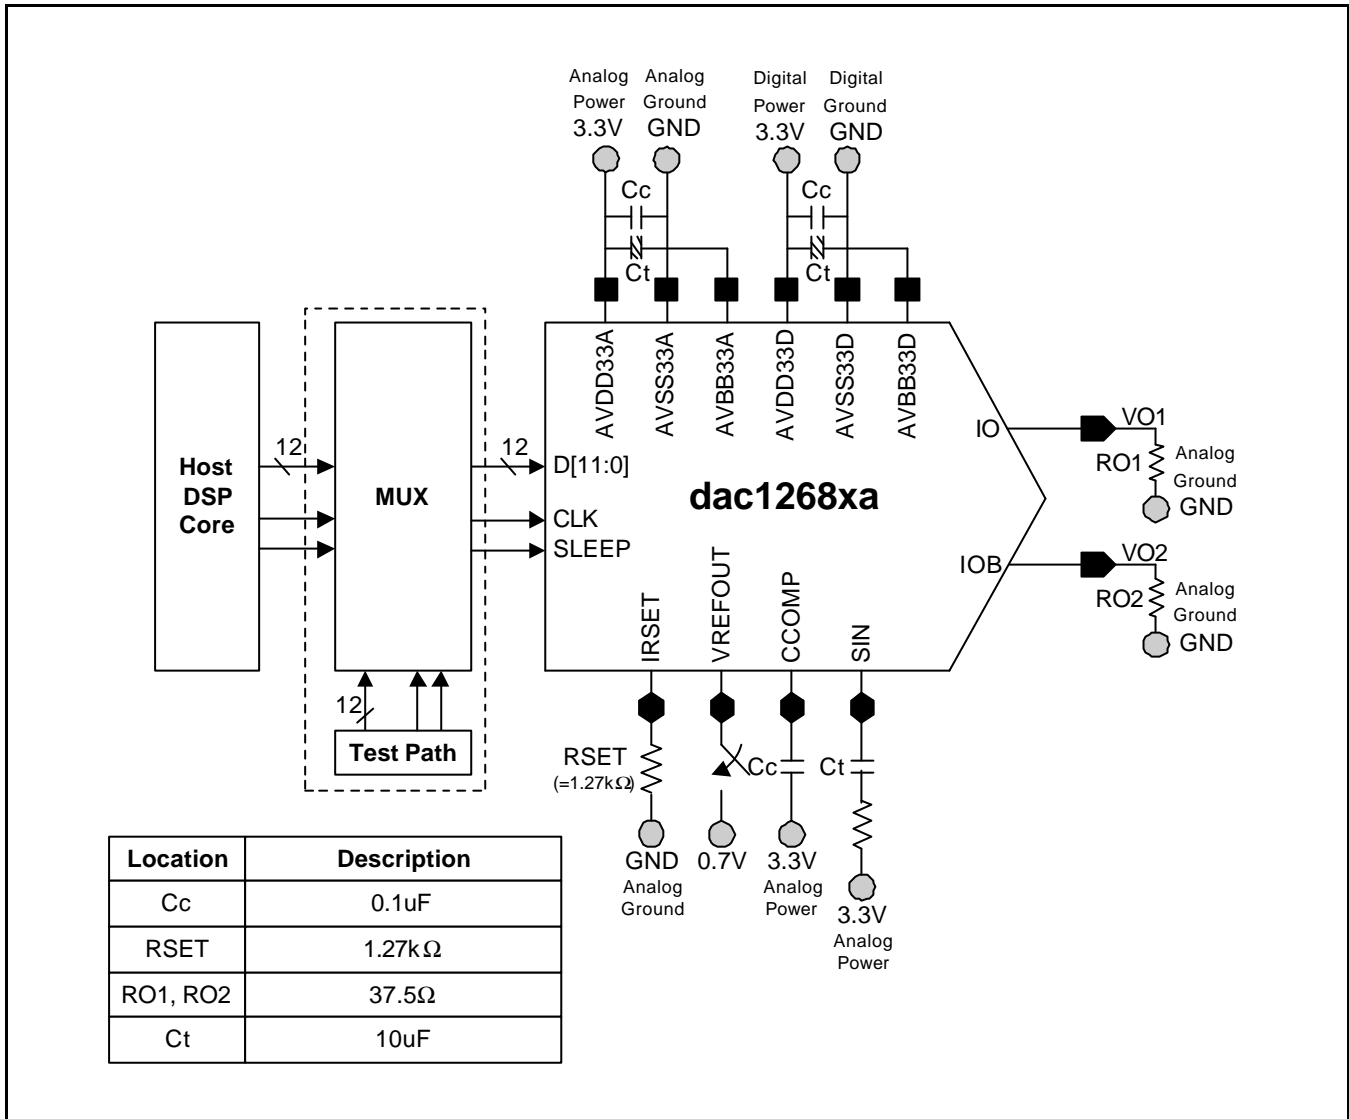 Analog Analog Digital Digital
Power Ground Power Ground
3.3V GND 3.3V GND
Cc Cc
Ct Ct
AVDD33A
AVSS33A
AVBB33A
AVDD33D
AVSS33D
AVBB33D
Host
DSP
Core
12
MUX
12
D[11:0]
CLK
SLEEP
dac1268xa
IO
VO1
RO1
Analog
Ground
GND
IOB
VO2
RO2
Analog
Ground
GND
IRSET
VREFOUT
CCOMP
SIN
12
Test Path
RSET
(=1.27kΩ)
Cc
Ct
GND
Analog
Ground
0.7V
3.3V
Analog
Power
3.3V
Analog
Power
Location Description
Cc 0.1uF
RSET 1.27kΩ
RO1, RO2 37.5Ω
Ct 10uF